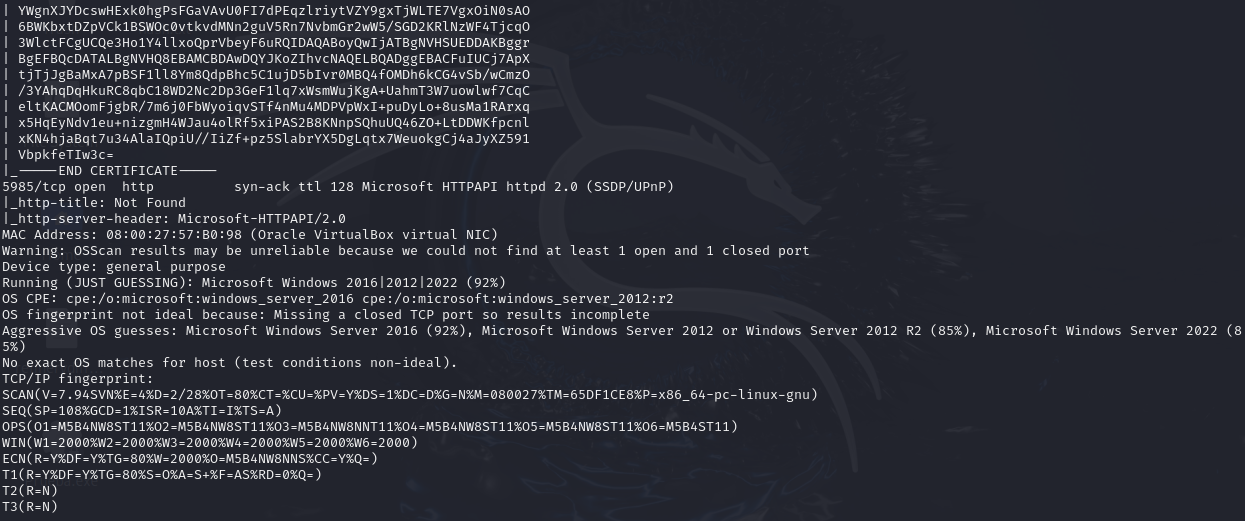 | YWgnXJYDcswHExk0hgPsFGaVAvU0FI7dPEqzlriytVZY9gxTjWLTE7VgxOiN0sAO
| 6BWKbxtDZpVCk1BSWOc0vtkvdMNn2guV5Rn7NvbmGr2wW5/SGD2KRlNzWF4TjcqO
| 3WlctFCgUCQe3Ho1Y4llxoQprVbeyF6uRQIDAQABoyQwIjATBgNVHSUEDDAKBggr
| BgEFBQcDATALBgNVHQ8EBAMCBDAwDQYJKoZIhvcNAQELBQADggEBACFuIUCj7ApX
| tjTjJgBaMxA7pBSF1ll8Ym8QdpBhc5C1ujD5bIvr0MBQ4fOMDh6kCG4vSb/wCmzO
| /3YAhqDqHkuRC8qbC18WD2Nc2Dp3GeF1lq7xWsmWujKgA+UahmT3W7uowlwf7CqC
| eltKACMOomFjgbR/7m6j0FbWyoiqvSTf4nMu4MDPVpWxI+puDyLo+8usMa1RArxq
| x5HqEyNdv1eu+nizgmH4WJau4olRf5xiPAS2B8KNnpSQhuUQ46ZO+LtDDWKfpcnl
| xKN4hjaBqt7u34AlaIQpiU//IiZf+pz5SlabrYX5DgLqtx7WeuokgCj4aJyXZ591
| VbpkfeTIw3c=
|_-----END CERTIFICATE-----
5985/tcp open  http          syn-ack ttl 128 Microsoft HTTPAPI httpd 2.0 (SSDP/UPnP)
|_http-title: Not Found
|_http-server-header: Microsoft-HTTPAPI/2.0
MAC Address: 08:00:27:57:B0:98 (Oracle VirtualBox virtual NIC)
Warning: OSScan results may be unreliable because we could not find at least 1 open and 1 closed port
Device type: general purpose
Running (JUST GUESSING): Microsoft Windows 2016|2012|2022 (92%)
OS CPE: cpe:/o:microsoft:windows_server_2016 cpe:/o:microsoft:windows_server_2012:r2
OS fingerprint not ideal because: Missing a closed TCP port so results incomplete
Aggressive OS guesses: Microsoft Windows Server 2016 (92%), Microsoft Windows Server 2012 or Windows Server 2012 R2 (85%), Microsoft Windows Server 2022 (8
5%)
No exact OS matches for host (test conditions non-ideal).
TCP/IP fingerprint:
SCAN(V=7.94SVN%E=4%D=2/28%OT=80%CT=%CU=%PV=Y%DS=1%DC=D%G=N%M=080027%TM=65DF1CE8%P=x86_64-pc-linux-gnu)
SEQ(SP=108%GCD=1%ISR=10A%TI=I%TS=A)
OPS(O1=M5B4NW8ST11%O2=M5B4NW8ST11%O3=M5B4NW8NNT11%O4=M5B4NW8ST11%O5=M5B4NW8ST11%O6=M5B4ST11)
WIN(W1=2000%W2=2000%W3=2000%W4=2000%W5=2000%W6=2000)
ECN(R=Y%DF=Y%TG=80%W=2000%O=M5B4NW8NNS%CC=Y%Q=)
T1(R=Y%DF=Y%TG=80%S=O%A=S+%F=AS%RD=0%Q=)
T2(R=N)
T3(R=N)